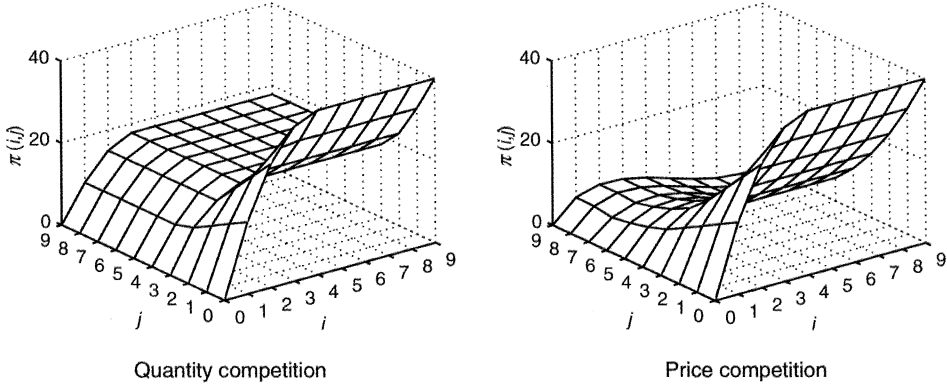 40
20
0
π (i,j)
9 8 7 6 5 4 3 2 1 0
j
0 1 2 3 4 5 6 7 8 9
i
Quantity competition
40
20
0
π (i,j)
9 8 7 6 5 4 3 2 1 0
j
0 1 2 3 4 5 6 7 8 9
i
Price competition